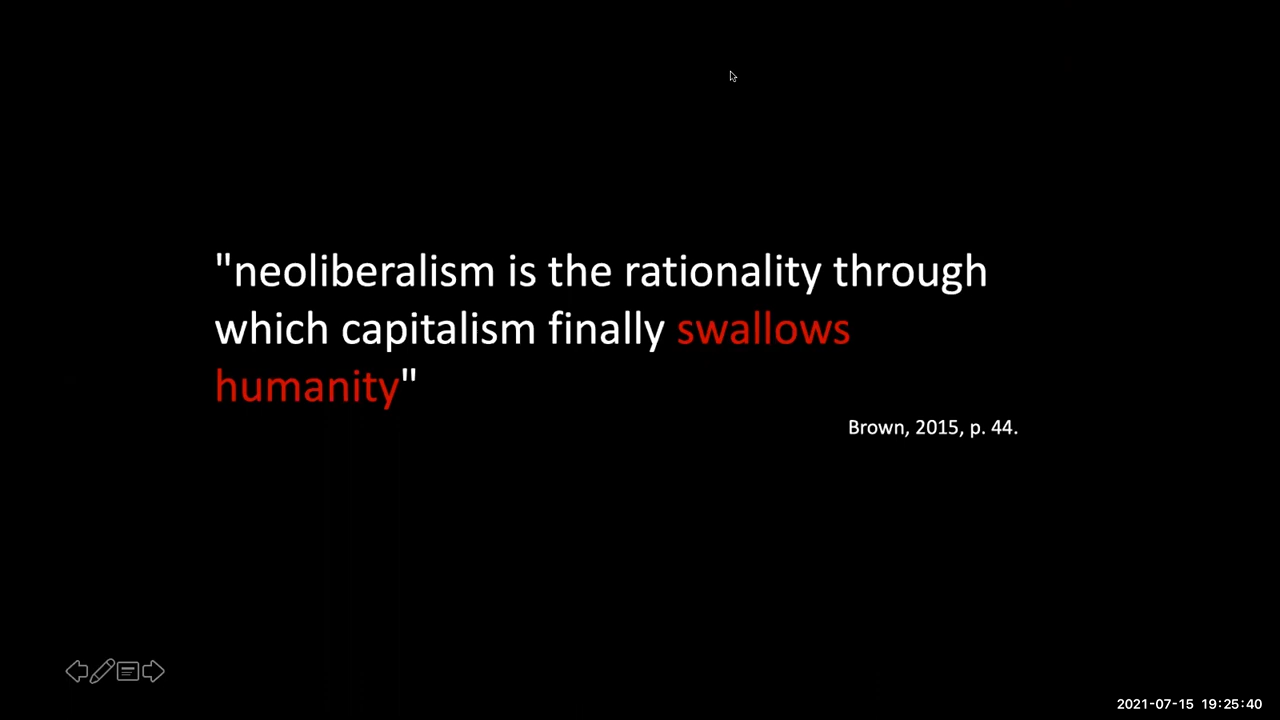 "neoliberalism is the rationality through
which capitalism finally swallows
humanity"
Brown, 2015, p. 44.
2021-07-15 19:25:40